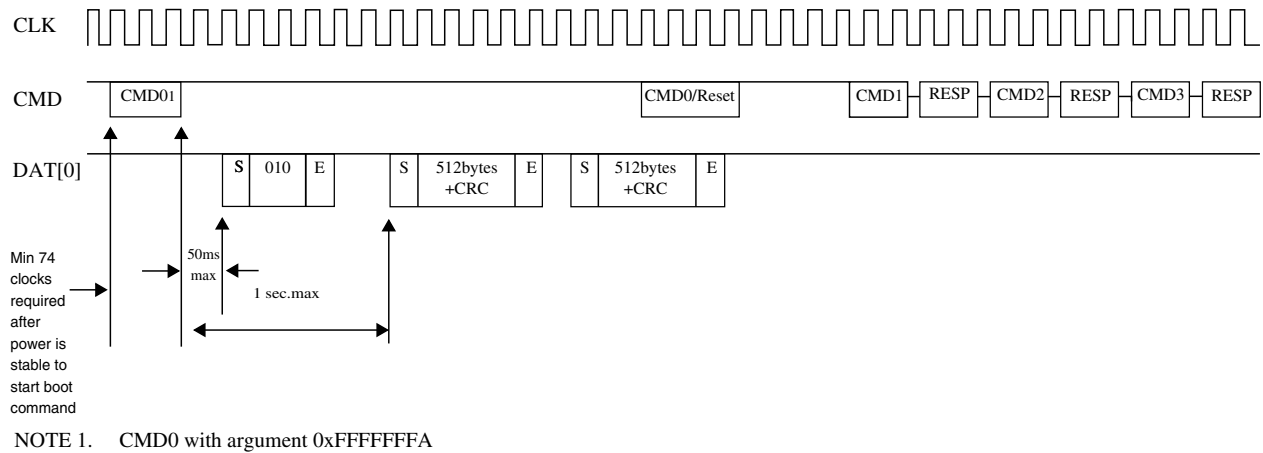 CLK
CMD
CMD01
CMD0/Reset
CMD1
RESP
CMD2
RESP
CMD3
RESP
DAT[0]
S
010
E
S
512bytes
+CRC
E
S
512bytes
+CRC
E
50ms
max
1 sec.max
Min 74
clocks
required
after
power is
stable to
start boot
command
NOTE 1. CMD0 with argument 0xFFFFFFFA